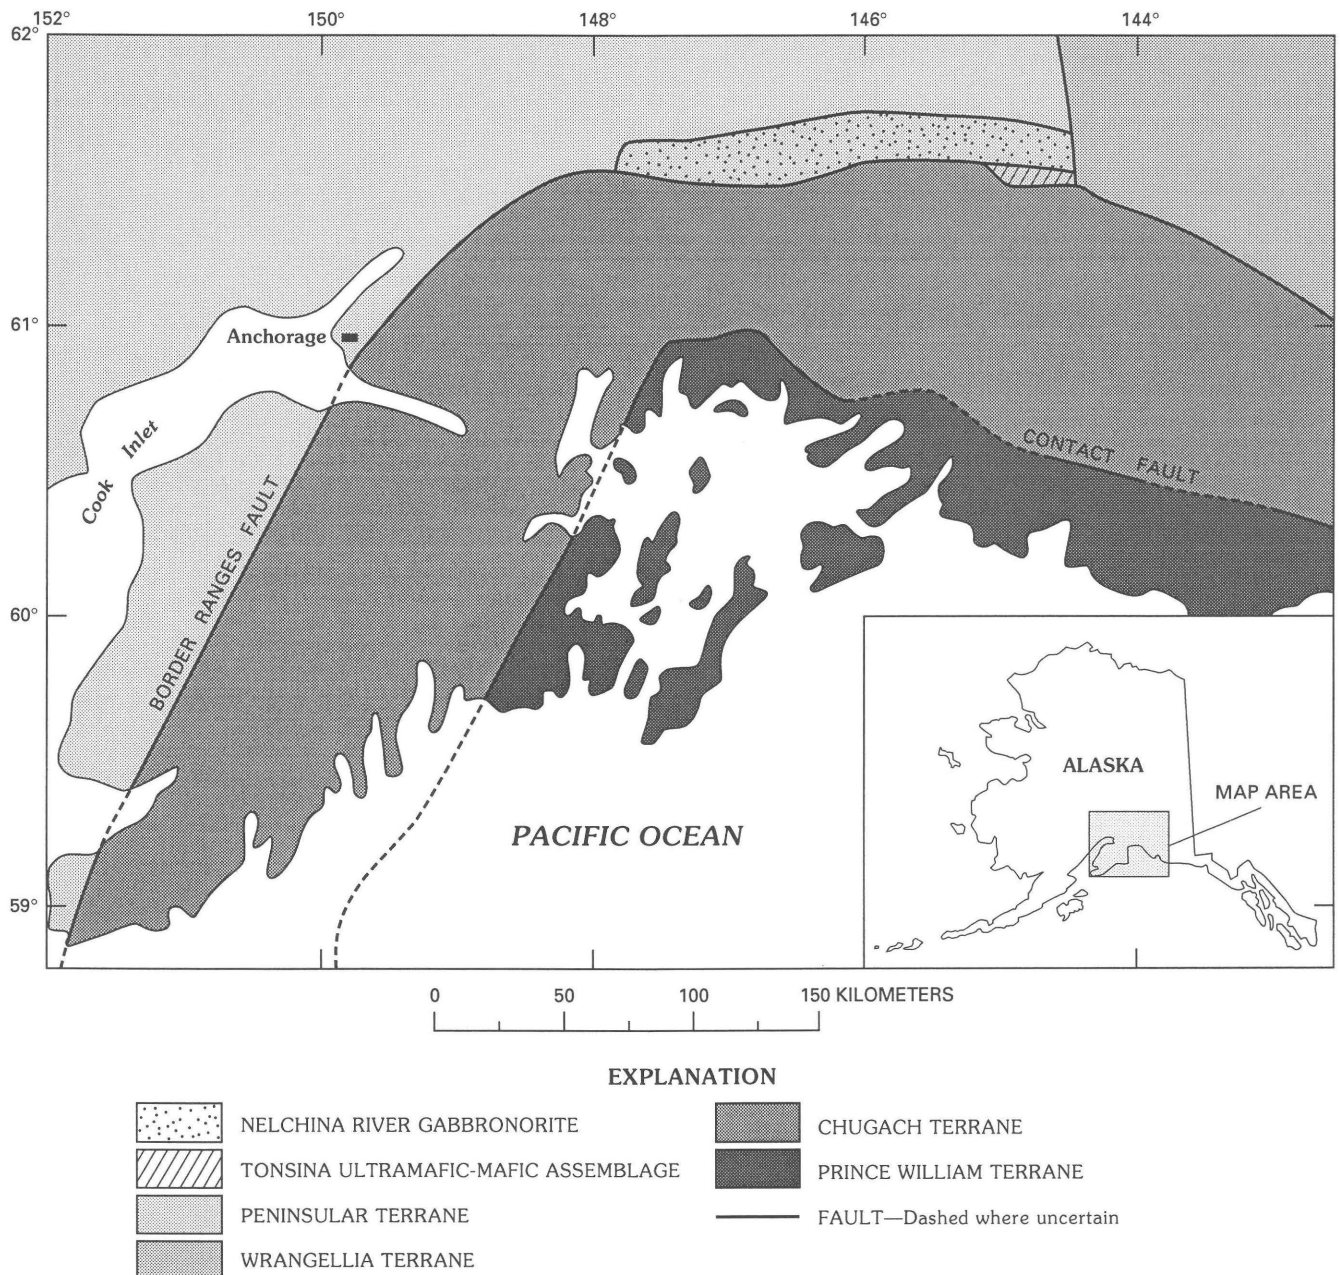 152° 150° 148° 146° 144°
62°
61°
Anchorage
Cook Inlet
CONTACT FAULT
BORDER RANGES FAULT
60°
ALASKA
MAP AREA
PACIFIC OCEAN
59°
0 50 100 150 KILOMETERS
EXPLANATION
NELCHINA RIVER GABBRONORITE
TONSINA ULTRAMAFIC-MAFIC ASSEMBLAGE
PENINSULAR TERRANE
WRANGELLIA TERRANE
CHUGACH TERRANE
PRINCE WILLIAM TERRANE
FAULT—Dashed where uncertain